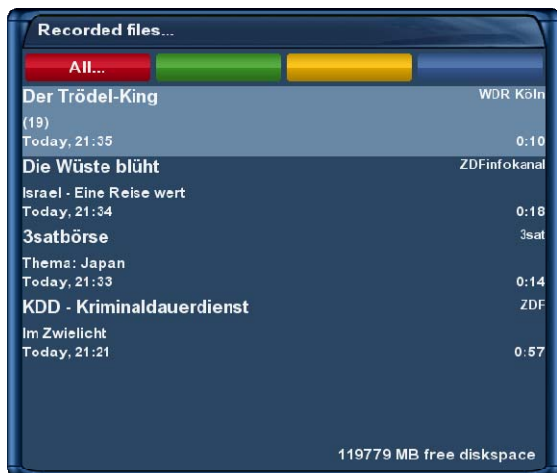 Recorded files...
All...
Der Trödel-King WDR Köln
(19)
Today, 21:35 0:10
Die Wüste blüht ZDFinfokanal
Israel - Eine Reise wert
Today, 21:34 0:18
3satbörse 3sat
Thema: Japan
Today, 21:33 0:14
KDD - Kriminaldauerdienst ZDF
Im Zwielicht
Today, 21:21 0:57
119779 MB free diskspace